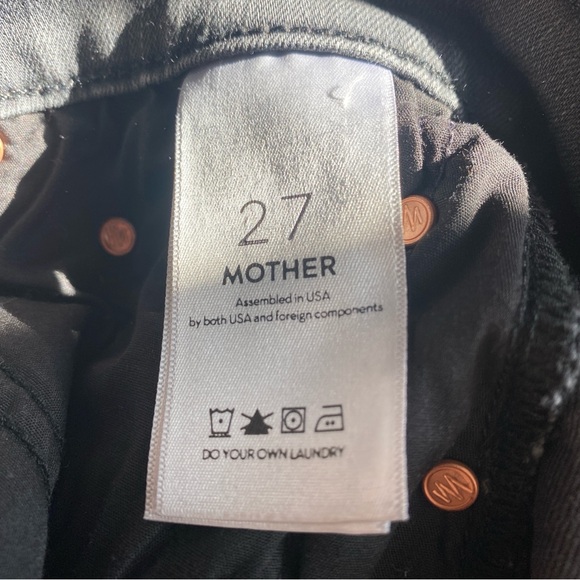 27
MOTHER
Assembled in USA
by both USA and foreign components
DO YOUR OWN LAUNDRY